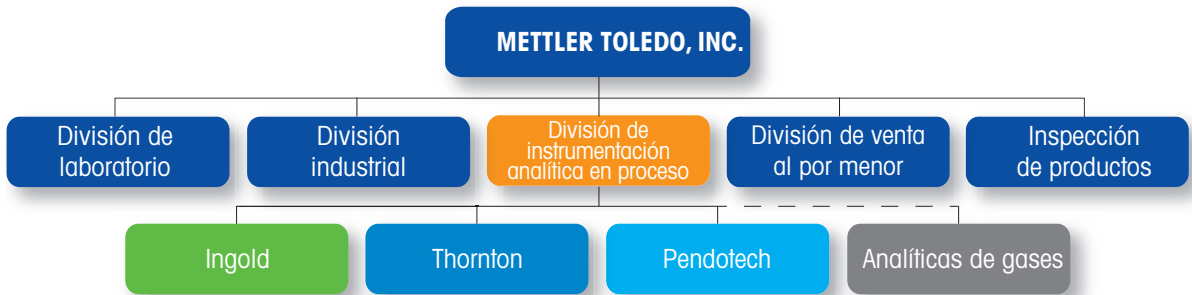 METTLER TOLEDO, INC.
División de
laboratorio
División
industrial
División de
instrumentación
analítica en proceso
División de venta
al por menor
Inspección
de productos
Ingold
Thornton
Pendotech
Analíticas de gases